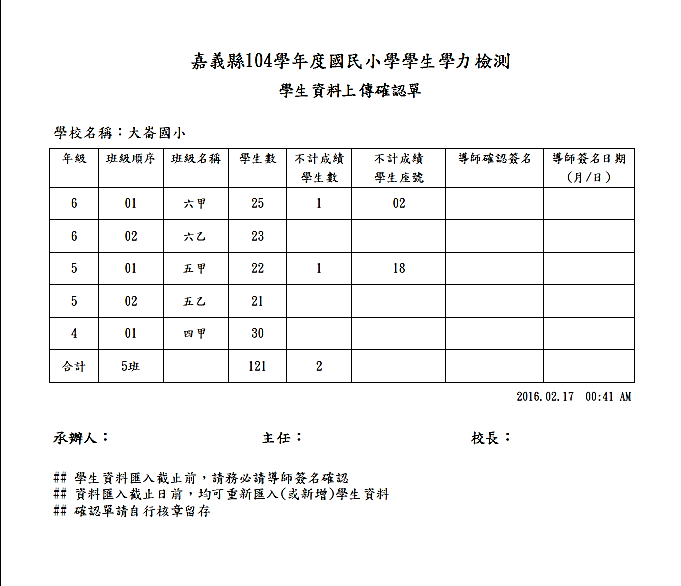 嘉義縣104學年度國民小學學生學力檢測
學生資料上傳確認單
學校名稱：大崙國小
年級 班級順序 班級名稱 學生數 不計成績學生數 不計成績學生座號 導師確認簽名 導師簽名日期(月/日)
6 01 六甲 25 1 02
6 02 六乙 23
5 01 五甲 22 1 18
5 02 五乙 21
4 01 四甲 30
合計 5班 121 2
2016.02.17 00:41 AM
承辦人： 主任： 校長：
## 學生資料匯入截止前，請務必請導師簽名確認
## 資料匯入截止日前，均可重新匯入(或新增)學生資料
## 確認單請自行核章留存